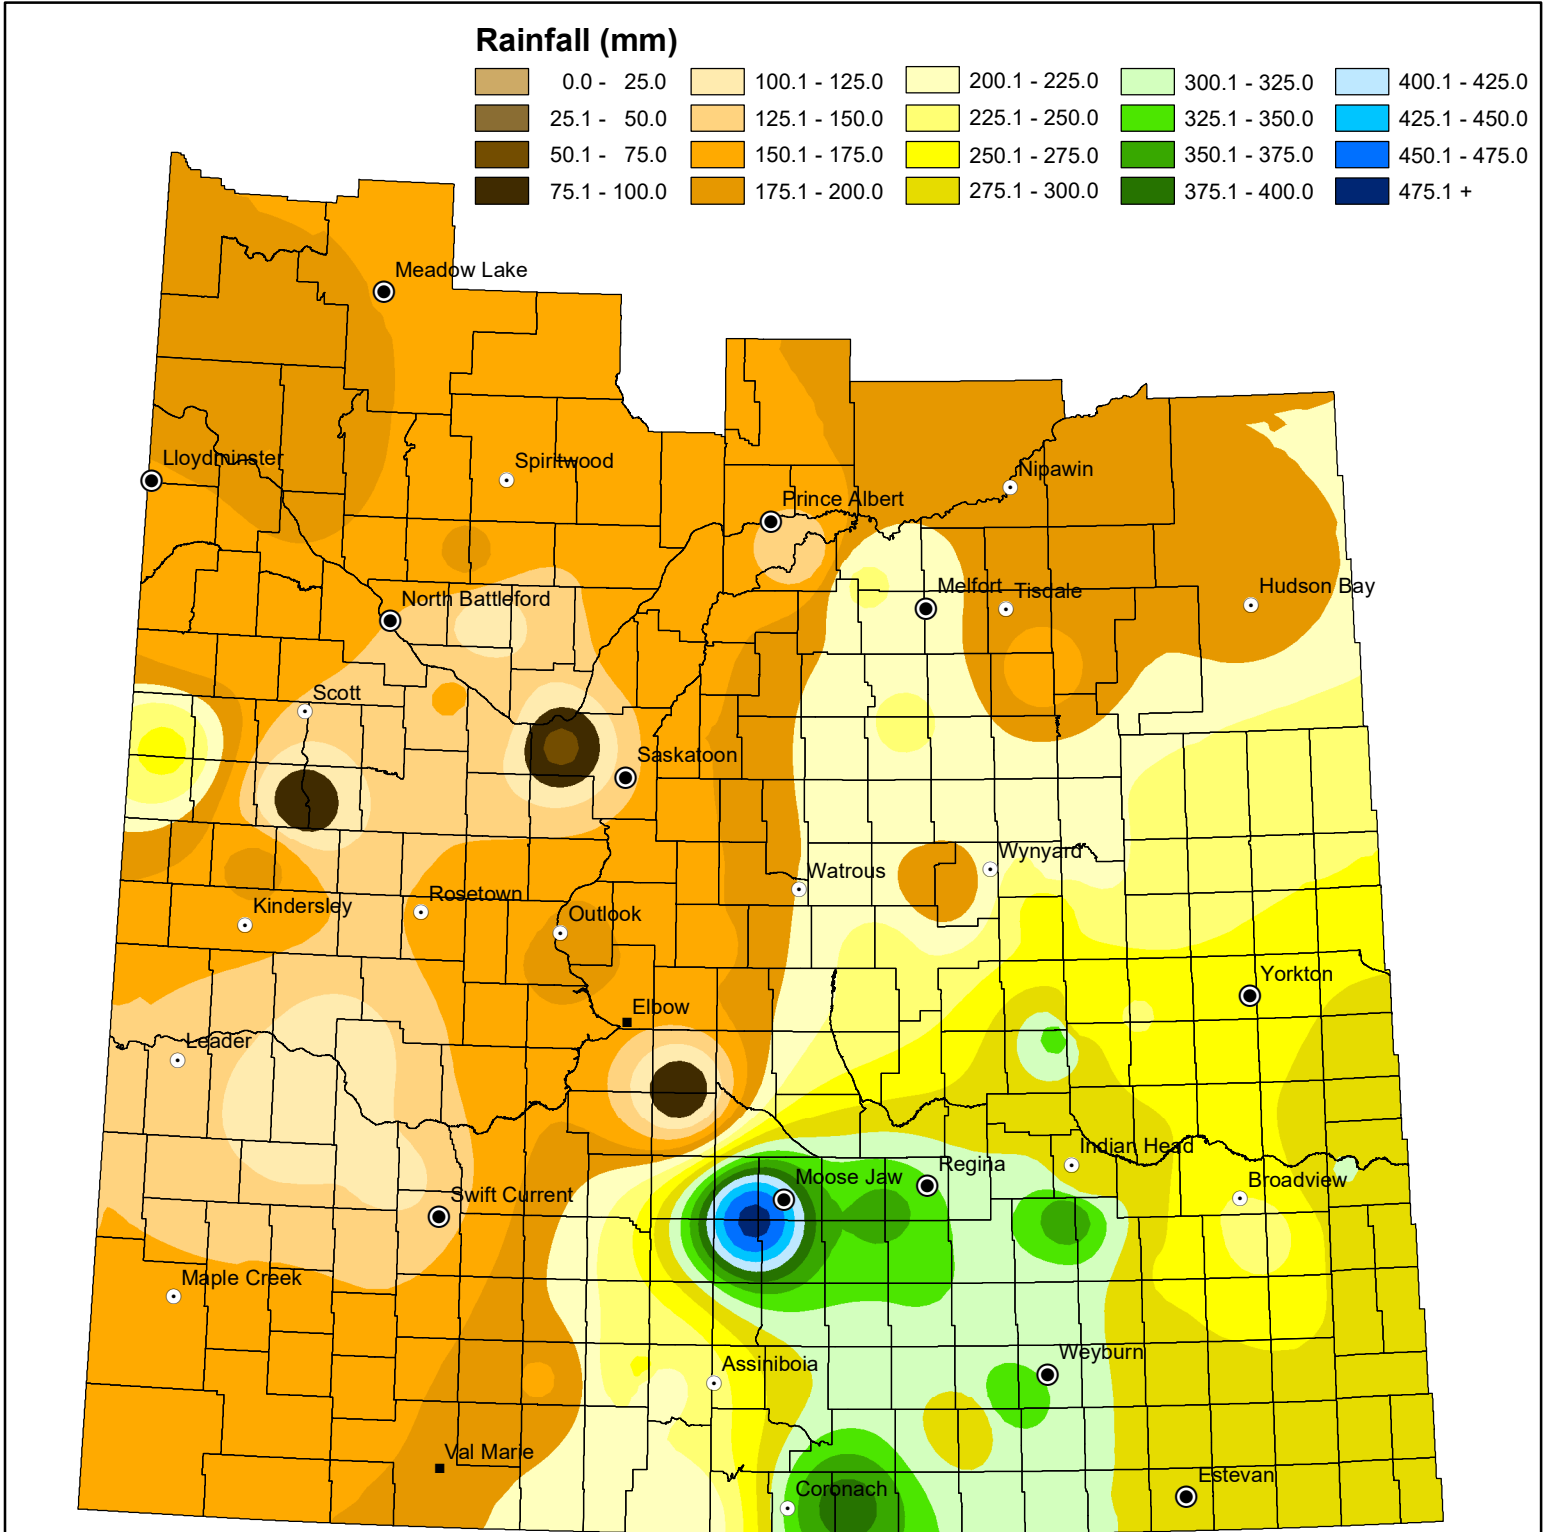 Rainfall (mm)
0.0 - 25.0 100.1 - 125.0 200.1 - 225.0 300.1 - 325.0 400.1 - 425.0
25.1 - 50.0 125.1 - 150.0 225.1 - 250.0 325.1 - 350.0 425.1 - 450.0
50.1 - 75.0 150.1 - 175.0 250.1 - 275.0 350.1 - 375.0 450.1 - 475.0
75.1 - 100.0 175.1 - 200.0 275.1 - 300.0 375.1 - 400.0 475.1 +
Meadow Lake
Lloydminster
Spiritwood
Nipawin
Prince Albert
Melfort
Tisdale
Hudson Bay
North Battleford
Scott
Saskatoon
Wynyard
Watrous
Rosetown
Kindersley
Outlook
Yorkton
Elbow
Leader
Indian Head
Regina
Moose Jaw
Broadview
Swift Current
Maple Creek
Weyburn
Assiniboia
Val Marie
Estevan
Coronach